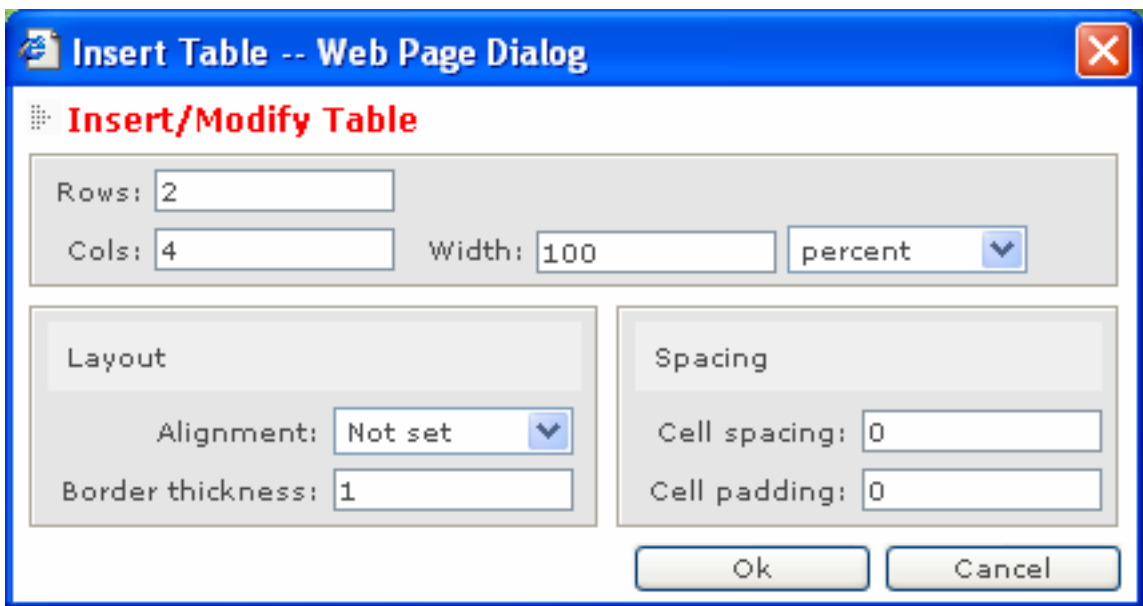 Insert Table -- Web Page Dialog
Insert/Modify Table
Rows: 2
Cols: 4 Width: 100 percent
Layout
Alignment: Not set
Border thickness: 1
Spacing
Cell spacing: 0
Cell padding: 0
Ok Cancel